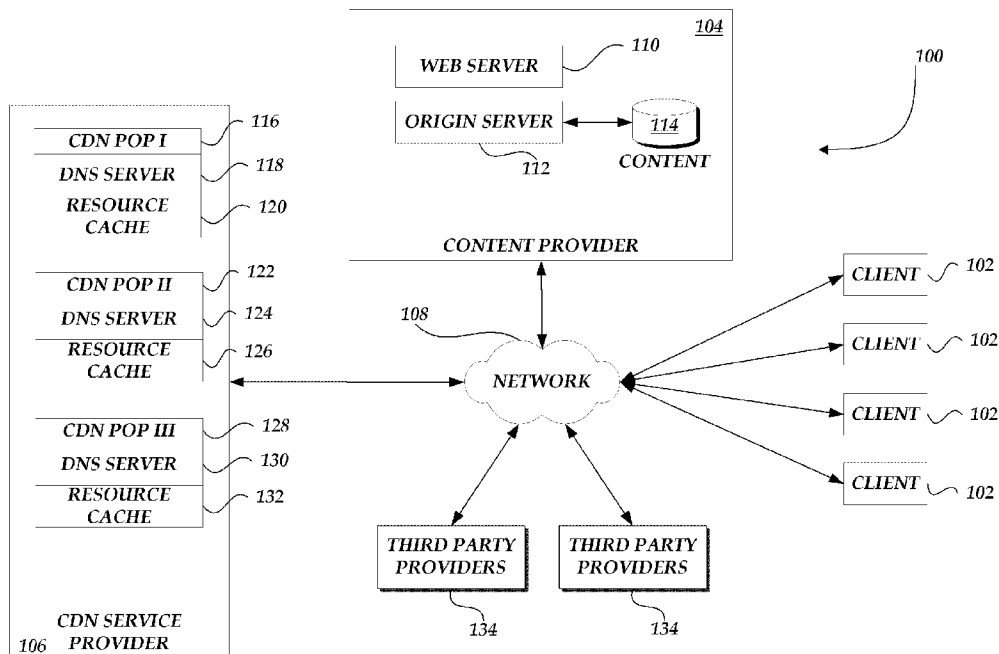 104
WEB SERVER
110
ORIGIN SERVER
112
114
CONTENT
CONTENT PROVIDER
100
CDN POP I
116
DNS SERVER
118
RESOURCE
CACHE
120
CDN POP II
122
DNS SERVER
124
RESOURCE
CACHE
126
CDN POP III
128
DNS SERVER
130
RESOURCE
CACHE
132
CDN SERVICE
PROVIDER
106
108
NETWORK
CLIENT
102
CLIENT
102
CLIENT
102
CLIENT
102
THIRD PARTY
PROVIDERS
134
THIRD PARTY
PROVIDERS
134